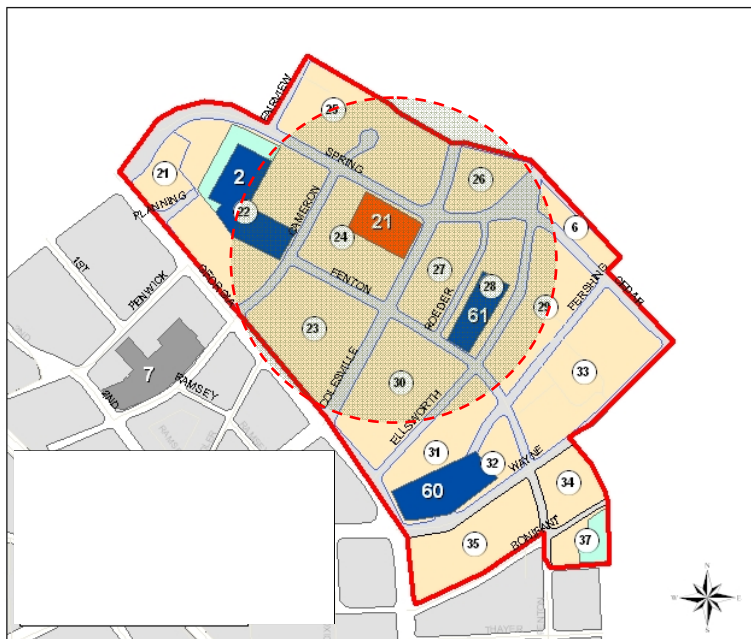 FAIRVIEW
25
SPRING
21
26
2
PLANNING
22
CAMERON
21
24
6
1ST
FENWICK
GEORGIA
FENTON
27
28
PERSHING
CEDAR
ROEDER
61
29
23
7
RAMSEY
2ND
COLESVILLE
30
33
ELLSWORTH
31
32
WAYNE
60
34
35
BONIFANT
37
N
W
E
S
THAYER
FENTON